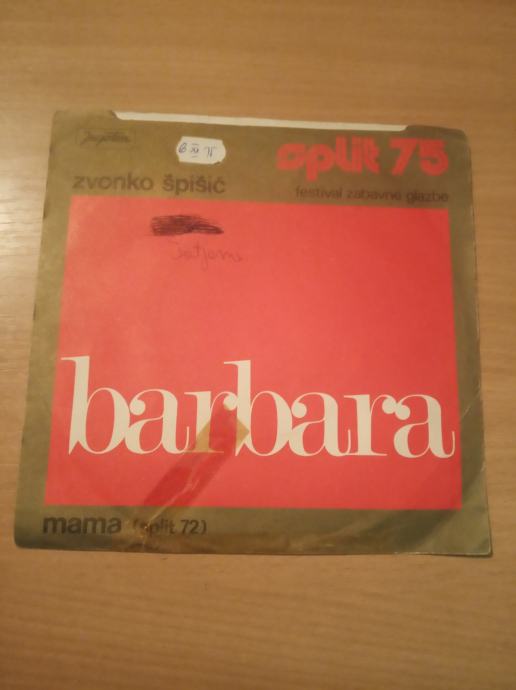 Jugoton
split 75
zvonko špišić
festival zabavne glazbe
barbara
mama (split 72)